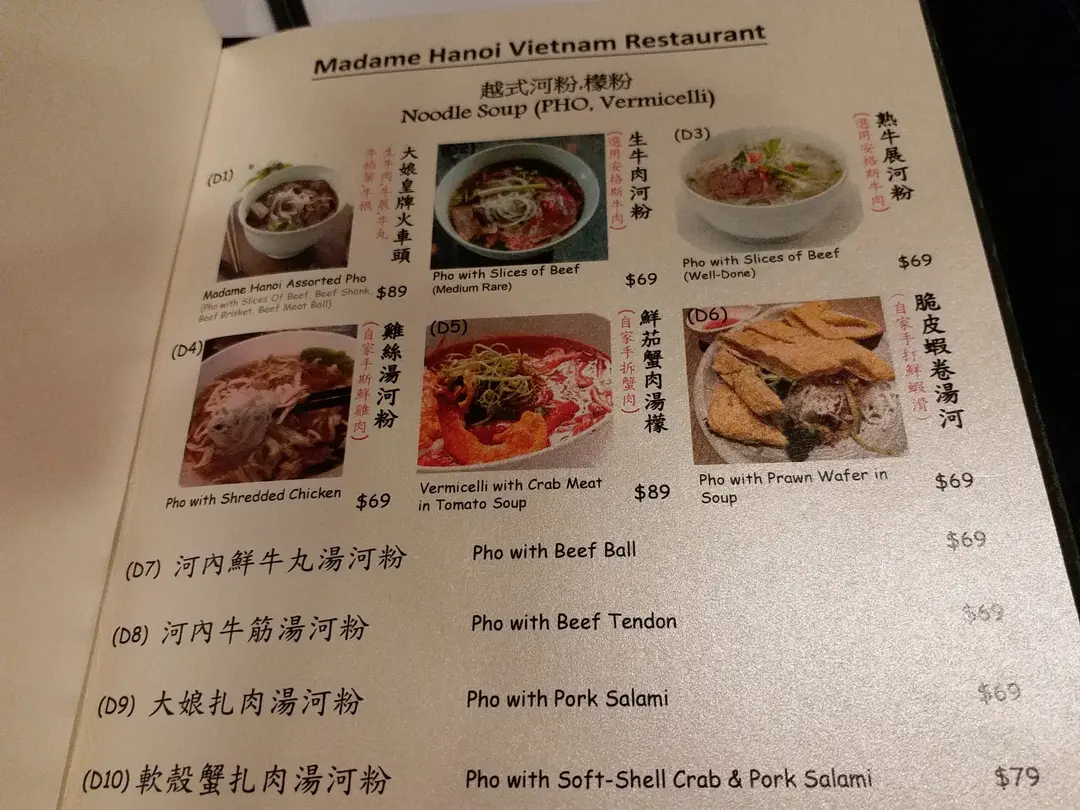 Madame Hanoi Vietnam Restaurant
越式河粉,檬粉
Noodle Soup (PHO, Vermicelli)
(D1)
大娘皇牌火車頭
生牛肉,牛展,牛丸
Madame Hanoi Assorted Pho
(Pho with Slices Of Beef, Beef Shank,
Beef Brisket, Beef Meat Ball)
$89
生牛肉河粉
(選用安格斯牛肉)
Pho with Slices of Beef
(Medium Rare)
$69
(D3)
熟牛展河粉
(選用安格斯牛肉)
Pho with Slices of Beef
(Well-Done)
$69
(D4)
雞絲湯河粉
(自家手斯鮮雞肉)
Pho with Shredded Chicken
$69
(D5)
鮮茄蟹肉湯檬
(自家手拆蟹肉)
Vermicelli with Crab Meat
in Tomato Soup
$89
(D6)
脆皮蝦卷湯河
(自家手打鮮蝦滑)
Pho with Prawn Wafer in
Soup
$69
(D7) 河內鮮牛丸湯河粉 Pho with Beef Ball $69
(D8) 河內牛筋湯河粉 Pho with Beef Tendon $69
(D9) 大娘扎肉湯河粉 Pho with Pork Salami $69
(D10) 軟殼蟹扎肉湯河粉 Pho with Soft-Shell Crab & Pork Salami $79